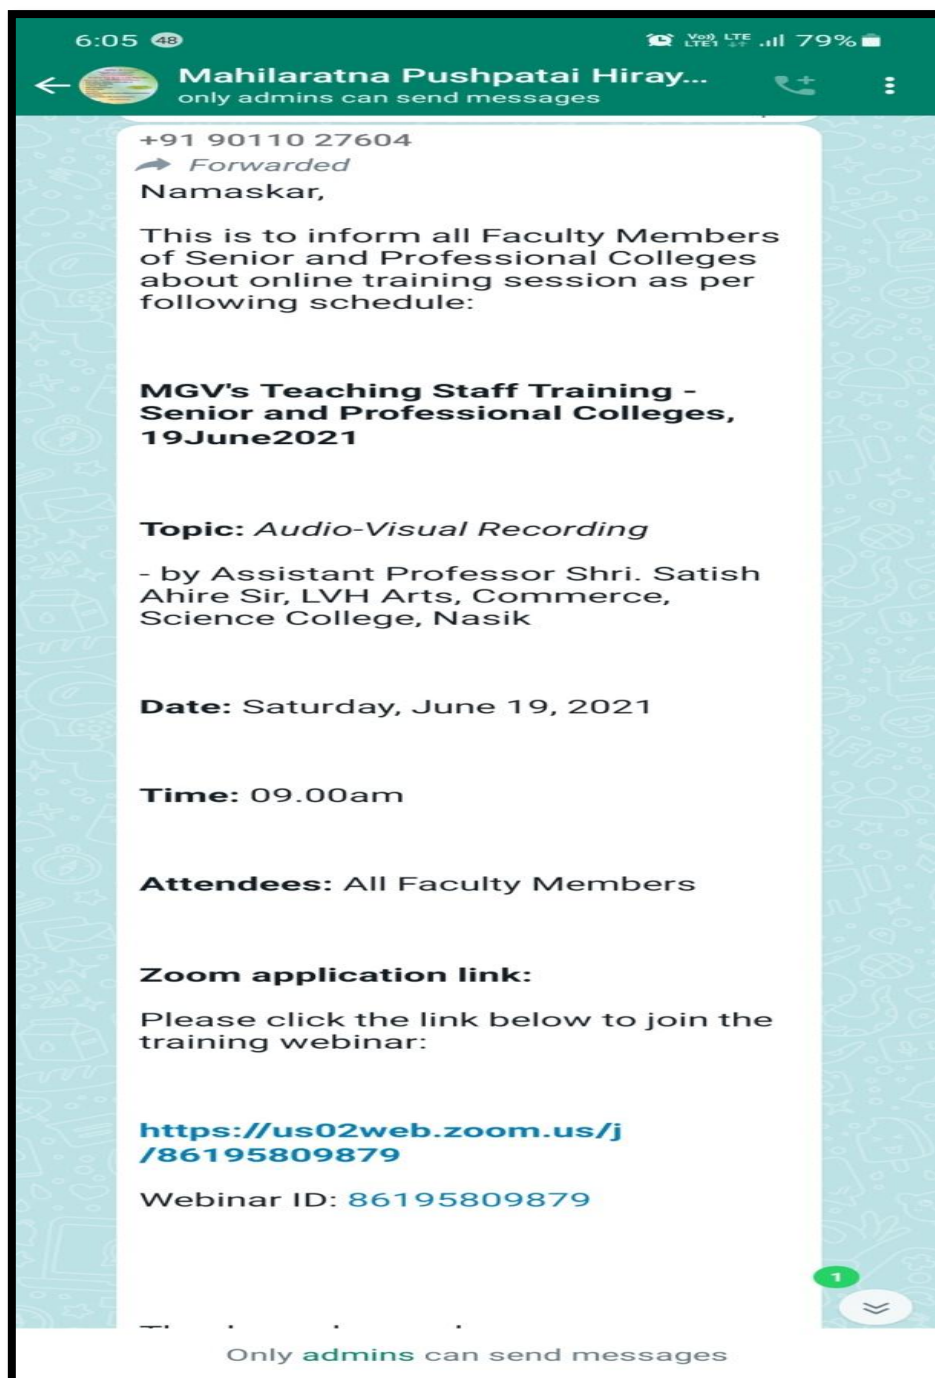 6:05 48 Vo)) LTE LTE1 79%
Mahilaratna Pushpatai Hiray...
only admins can send messages
+91 90110 27604
Forwarded
Namaskar,
This is to inform all Faculty Members
of Senior and Professional Colleges
about online training session as per
following schedule:
MGV's Teaching Staff Training -
Senior and Professional Colleges,
19June2021
Topic: Audio-Visual Recording
- by Assistant Professor Shri. Satish
Ahire Sir, LVH Arts, Commerce,
Science College, Nasik
Date: Saturday, June 19, 2021
Time: 09.00am
Attendees: All Faculty Members
Zoom application link:
Please click the link below to join the
training webinar:
https://us02web.zoom.us/j
/86195809879
Webinar ID: 86195809879
1
Only admins can send messages